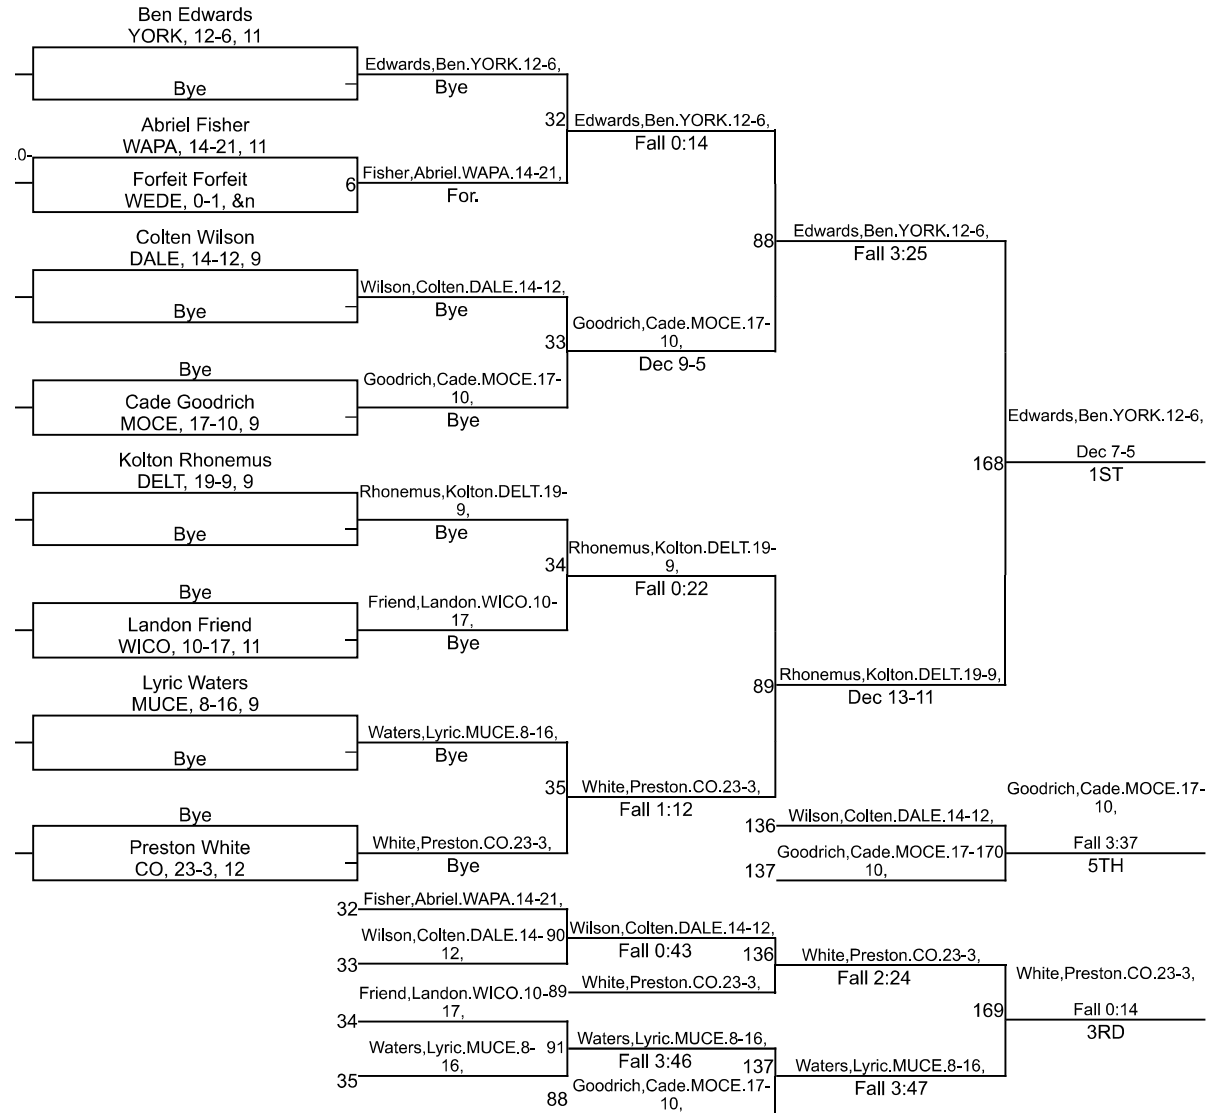 Ben Edwards
YORK, 12-6, 11
Bye
Edwards,Ben.YORK.12-6,
Bye
Abriel Fisher
WAPA, 14-21, 11
.0-
Forfeit Forfeit
WEDE, 0-1, &n
6
Fisher,Abriel.WAPA.14-21,
For.
32
Edwards,Ben.YORK.12-6,
Fall 0:14
Colten Wilson
DALE, 14-12, 9
Bye
Wilson,Colten.DALE.14-12,
Bye
Bye
Cade Goodrich
MOCE, 17-10, 9
Goodrich,Cade.MOCE.17-
10,
Bye
33
Goodrich,Cade.MOCE.17-
10,
Dec 9-5
88
Edwards,Ben.YORK.12-6,
Fall 3:25
Kolton Rhonemus
DELT, 19-9, 9
Bye
Rhonemus,Kolton.DELT.19-
9,
Bye
Bye
Landon Friend
WICO, 10-17, 11
Friend,Landon.WICO.10-
17,
Bye
34
Rhonemus,Kolton.DELT.19-
9,
Fall 0:22
Lyric Waters
MUCE, 8-16, 9
Bye
Waters,Lyric.MUCE.8-16,
Bye
Bye
Preston White
CO, 23-3, 12
White,Preston.CO.23-3,
Bye
35
White,Preston.CO.23-3,
Fall 1:12
89
Rhonemus,Kolton.DELT.19-9,
Dec 13-11
168
Edwards,Ben.YORK.12-6,
Dec 7-5
1ST
136
Wilson,Colten.DALE.14-12,
137
Goodrich,Cade.MOCE.17-
10,
170
Goodrich,Cade.MOCE.17-
10,
Fall 3:37
5TH
32
Fisher,Abriel.WAPA.14-21,
33
Wilson,Colten.DALE.14-
12,
90
Wilson,Colten.DALE.14-12,
Fall 0:43
89
White,Preston.CO.23-3,
136
White,Preston.CO.23-3,
Fall 2:24
34
Friend,Landon.WICO.10-
17,
35
Waters,Lyric.MUCE.8-
16,
91
Waters,Lyric.MUCE.8-16,
Fall 3:46
88
Goodrich,Cade.MOCE.17-
10,
137
Waters,Lyric.MUCE.8-16,
Fall 3:47
169
White,Preston.CO.23-3,
Fall 0:14
3RD